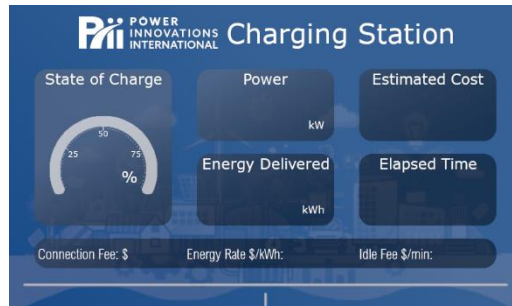 Pii POWER INNOVATIONS INTERNATIONAL Charging Station
State of Charge
50
25
75
%
Power
kW
Estimated Cost
Energy Delivered
kWh
Elapsed Time
Connection Fee: $
Energy Rate $/kWh:
Idle Fee $/min: